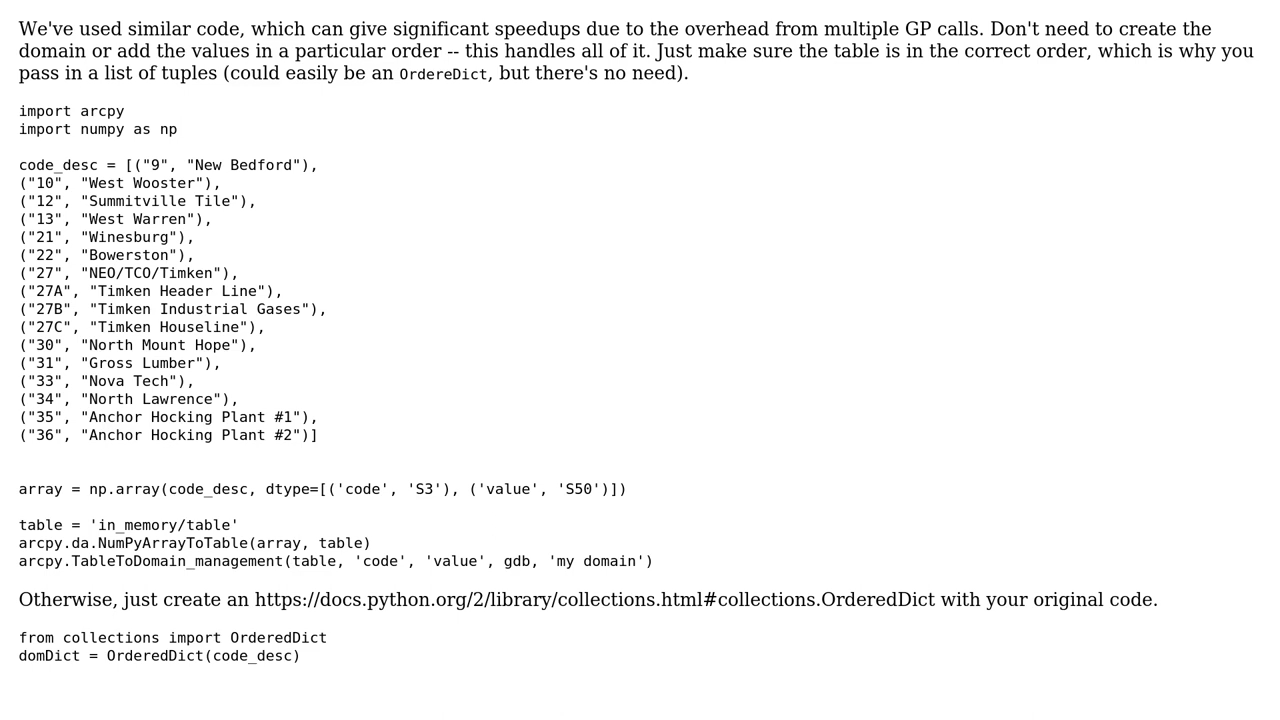 We've used similar code, which can give significant speedups due to the overhead from multiple GP calls. Don't need to create the
domain or add the values in a particular order -- this handles all of it. Just make sure the table is in the correct order, which is why you
pass in a list of tuples (could easily be an OrdereDict, but there's no need).
import arcpy
import numpy as np
code_desc = [("9", "New Bedford"),
("10", "West Wooster"),
("12", "Summitville Tile"),
("13", "West Warren"),
("21", "Winesburg"),
("22", "Bowerston"),
("27", "NEO/TCO/Timken"),
("27A", "Timken Header Line"),
("27B", "Timken Industrial Gases"),
("27C", "Timken Houseline"),
("30", "North Mount Hope"),
("31", "Gross Lumber"),
("33", "Nova Tech"),
("34", "North Lawrence"),
("35", "Anchor Hocking Plant #1"),
("36", "Anchor Hocking Plant #2")]
array = np.array(code_desc, dtype=[('code', 'S3'), ('value', 'S50')])
table = 'in_memory/table'
arcpy.da.NumPyArrayToTable(array, table)
arcpy.TableToDomain_management(table, 'code', 'value', gdb, 'my domain')
Otherwise, just create an https://docs.python.org/2/library/collections.html#collections.OrderedDict with your original code.
from collections import OrderedDict
domDict = OrderedDict(code_desc)